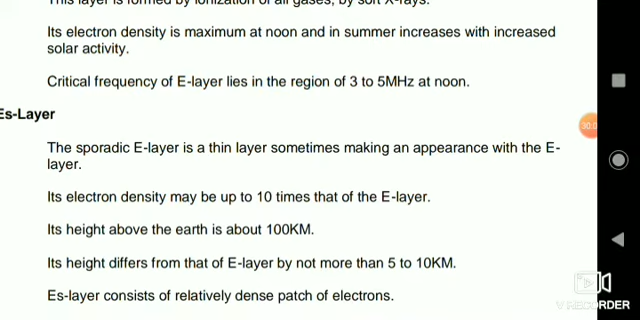 This layer is formed by ionization of all gases, by soft X-rays.
Its electron density is maximum at noon and in summer increases with increased
solar activity.
Critical frequency of E-layer lies in the region of 3 to 5MHz at noon.
Es-Layer
The sporadic E-layer is a thin layer sometimes making an appearance with the E-
layer.
Its electron density may be up to 10 times that of the E-layer.
Its height above the earth is about 100KM.
Its height differs from that of E-layer by not more than 5 to 10KM.
Es-layer consists of relatively dense patch of electrons.